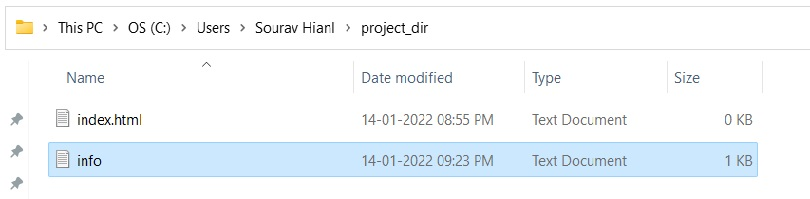 This PC > OS (C:) > Users > Sourav Hianl > project_dir
Name Date modified Type Size
index.html 14-01-2022 08:55 PM Text Document 0 KB
info 14-01-2022 09:23 PM Text Document 1 KB